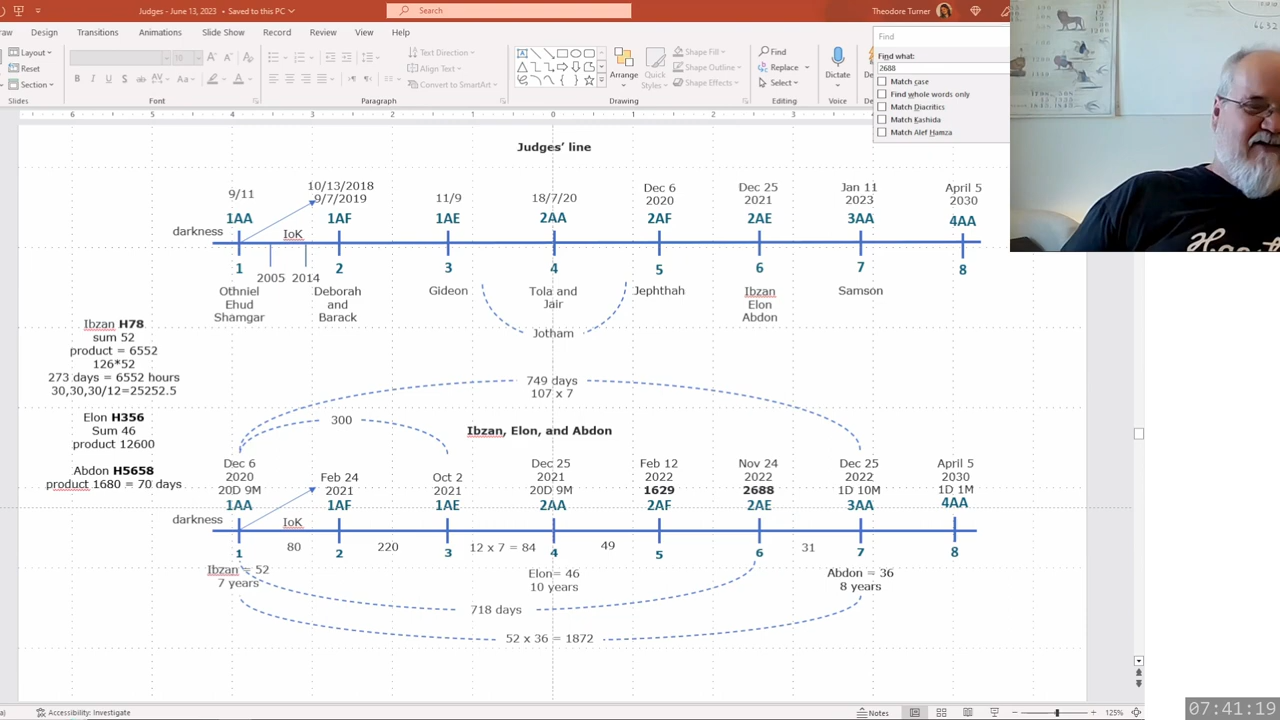 Judges - June 13, 2023 • Saved to this PC
Search
Theodore Turner
Design
Transitions
Animations
Slide Show
Record
Review
View
Help
Layout
Reset
Section
Slides
B
I
U
S
Font
Text Direction
Align Text
Convert to SmartArt
Paragraph
Arrange
Quick
Styles
Shape Fill
Shape Outline
Shape Effects
Drawing
Find
Replace
Select
Editing
Dictate
Voice
Find
Find what:
2688
Match case
Find whole words only
Match Diacritics
Match Kashida
Match Alef Hamza
6 5 4 3 2 1 0 1 2 3
Judges' line
9/11
10/13/2018
9/7/2019
11/9
18/7/20
Dec 6
2020
Dec 25
2021
Jan 11
2023
April 5
2030
1AA 1AF 1AE 2AA 2AF 2AE 3AA 4AA
darkness
IoK
1 2 3 4 5 6 7 8
2005 2014
Othniel
Ehud
Shamgar
Deborah
and
Barack
Gideon
Tola and
Jair
Jotham
Jephthah
Ibzan
Elon
Abdon
Samson
Ibzan H78
sum 52
product = 6552
126*52
273 days = 6552 hours
30,30,30/12=25252.5
Elon H356
Sum 46
product 12600
Abdon H5658
product 1680 = 70 days
749 days
107 x 7
300
Ibzan, Elon, and Abdon
Dec 6
2020
20D 9M
1AA
Feb 24
2021
1AF
Oct 2
2021
1AE
Dec 25
2021
20D 9M
2AA
Feb 12
2022
1629
2AF
Nov 24
2022
2688
2AE
Dec 25
2022
1D 10M
3AA
April 5
2030
1D 1M
4AA
darkness
IoK
80 220 12 x 7 = 84 49 31
1 2 3 4 5 6 7 8
Ibzan = 52
7 years
Elon= 46
10 years
Abdon = 36
8 years
718 days
52 x 36 = 1872
Accessibility: Investigate
Notes
125%
07:41:19